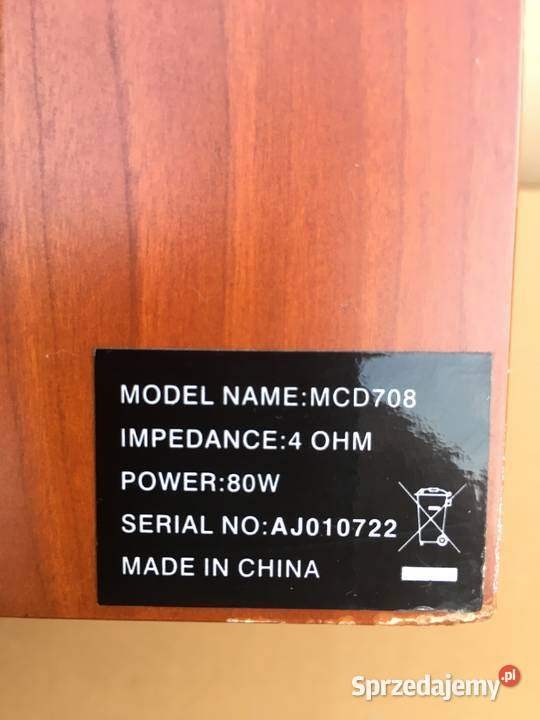 MODEL NAME:MCD708
IMPEDANCE:4 OHM
POWER:80W
SERIAL NO:AJ010722
MADE IN CHINA
Sprzedajemy.pl